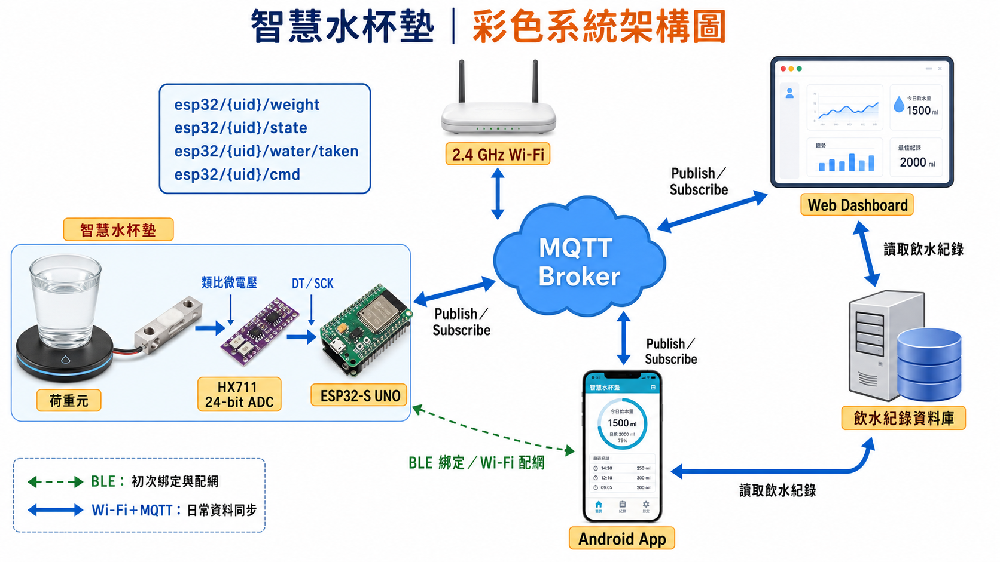 智慧水杯墊｜彩色系統架構圖
esp32/{uid}/weight
esp32/{uid}/state
esp32/{uid}/water/taken
esp32/{uid}/cmd
2.4 GHz Wi-Fi
今日飲水量
1500 ml
趨勢
最佳紀錄
2000 ml
Web Dashboard
Publish／
Subscribe
MQTT
Broker
讀取飲水紀錄
智慧水杯墊
類比微電壓
DT／SCK
荷重元
HX711
24-bit ADC
ESP32-S UNO
Publish／
Subscribe
Publish／
Subscribe
飲水紀錄資料庫
BLE 綁定／Wi-Fi 配網
智慧水杯墊
今日飲水量
1500 ml
目標 2000 ml
75%
最近紀錄
14:30 250 ml
12:10 300 ml
09:05 200 ml
紀錄
設定
Android App
讀取飲水紀錄
BLE：初次綁定與配網
Wi-Fi＋MQTT：日常資料同步